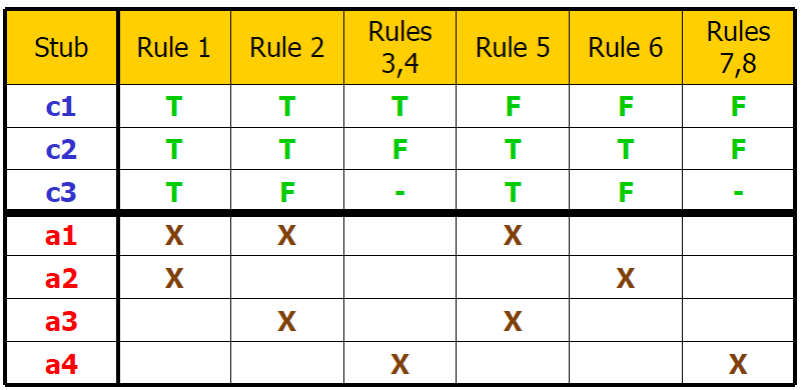 Stub Rule 1 Rule 2 Rules 3,4 Rule 5 Rule 6 Rules 7,8
c1 T T T F F F
c2 T T F T T F
c3 T F - T F -
a1 X X X
a2 X X
a3 X X
a4 X X